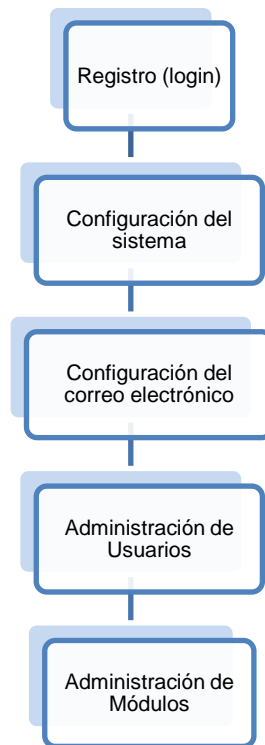 Registro (login)
Configuración del
sistema
Configuración del
correo electrónico
Administración de
Usuarios
Administración de
Módulos